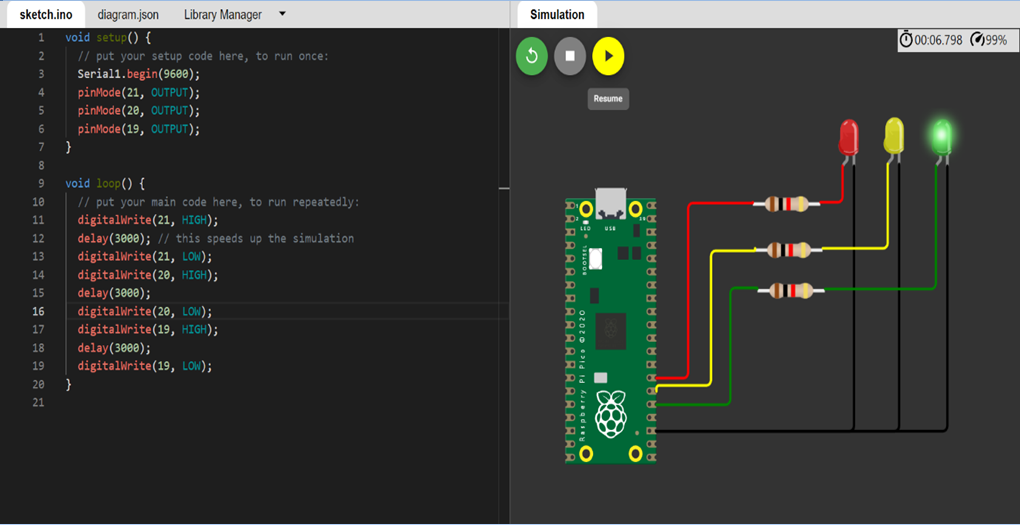 sketch.ino diagram.json Library Manager
1 void setup() {
2 // put your setup code here, to run once:
3 Serial1.begin(9600);
4 pinMode(21, OUTPUT);
5 pinMode(20, OUTPUT);
6 pinMode(19, OUTPUT);
7 }
8
9 void loop() {
10 // put your main code here, to run repeatedly:
11 digitalWrite(21, HIGH);
12 delay(3000); // this speeds up the simulation
13 digitalWrite(21, LOW);
14 digitalWrite(20, HIGH);
15 delay(3000);
16 digitalWrite(20, LOW);
17 digitalWrite(19, HIGH);
18 delay(3000);
19 digitalWrite(19, LOW);
20 }
21
Simulation
00:06.798 99%
Resume
LED
USB
BOOTSEL
Raspberry Pi Pico ©2020